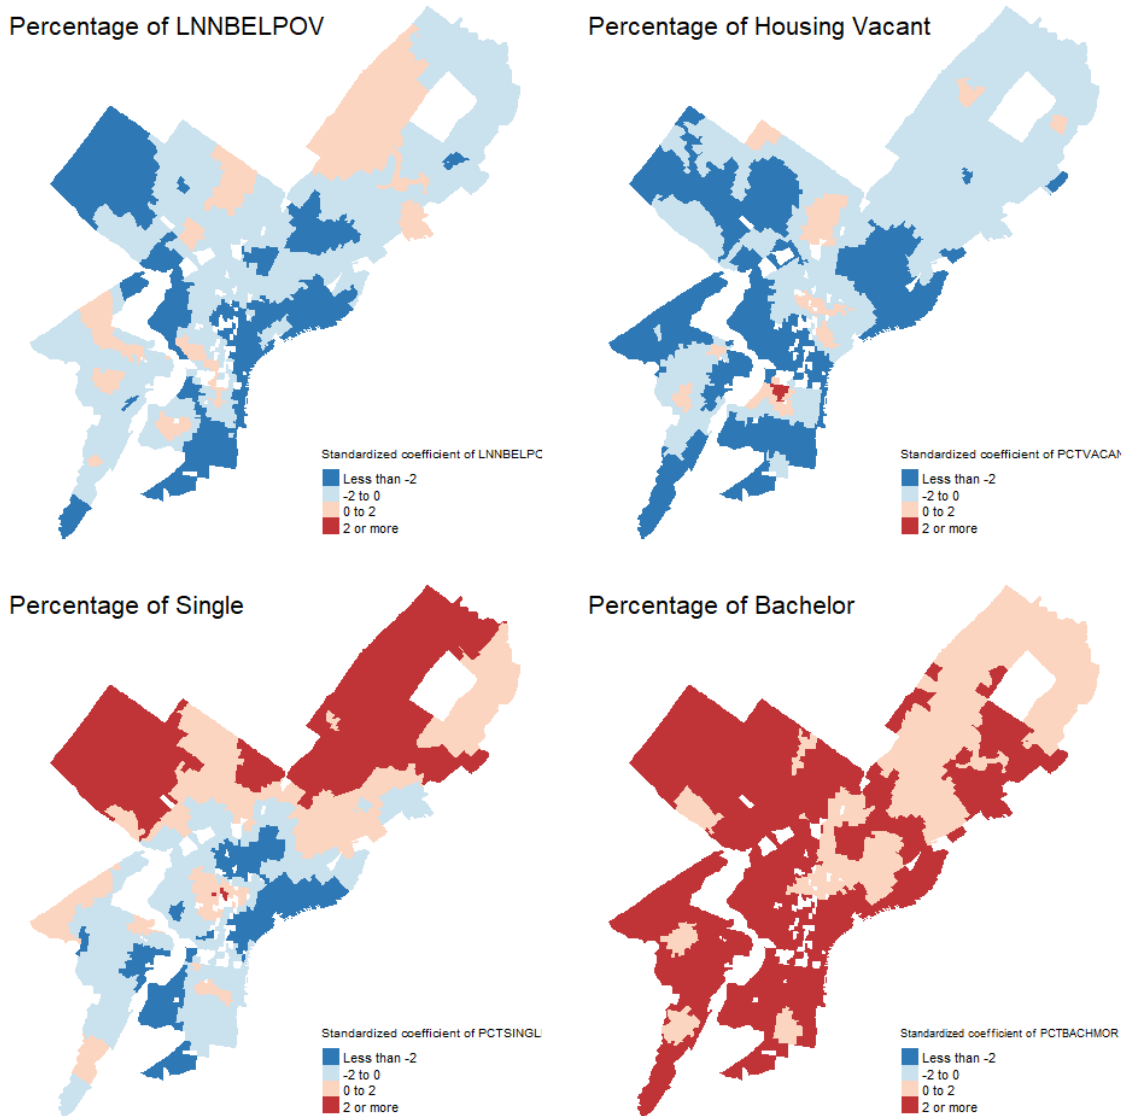 Percentage of LNNBELPOV
Percentage of Housing Vacant
Standardized coefficient of LNNBELPC
Less than -2
-2 to 0
0 to 2
2 or more
Standardized coefficient of PCTVACAN
Less than -2
-2 to 0
0 to 2
2 or more
Percentage of Single
Percentage of Bachelor
Standardized coefficient of PCTSINGL
Less than -2
-2 to 0
0 to 2
2 or more
Standardized coefficient of PCTBACHMOR
Less than -2
-2 to 0
0 to 2
2 or more